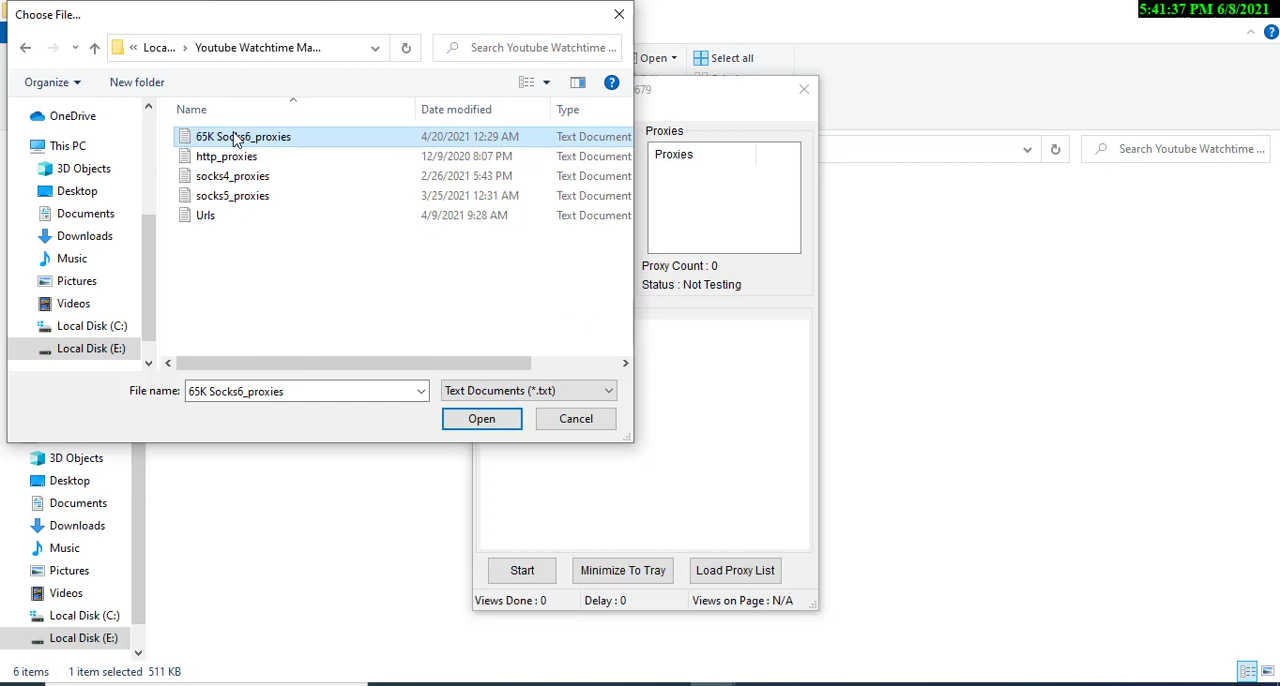 Choose File...
5:41:37 PM 6/8/2021
« Loca... › Youtube Watchtime Ma...
Search Youtube Watchtime ...
Open
Select all
Organize
New folder
679
Name
Date modified
Type
OneDrive
This PC
3D Objects
Desktop
Documents
Downloads
Music
Pictures
Videos
Local Disk (C:)
Local Disk (E:)
65K Socks6_proxies 4/20/2021 12:29 AM Text Document
http_proxies 12/9/2020 8:07 PM Text Document
socks4_proxies 2/26/2021 5:43 PM Text Document
socks5_proxies 3/25/2021 12:31 AM Text Document
Urls 4/9/2021 9:28 AM Text Document
Proxies
Proxies
Search Youtube Watchtime ...
Proxy Count : 0
Status : Not Testing
File name: 65K Socks6_proxies
Text Documents (*.txt)
Open
Cancel
3D Objects
Desktop
Documents
Downloads
Music
Pictures
Videos
Local Disk (C:)
Local Disk (E:)
Start
Minimize To Tray
Load Proxy List
Views Done : 0
Delay : 0
Views on Page : N/A
6 items
1 item selected 511 KB